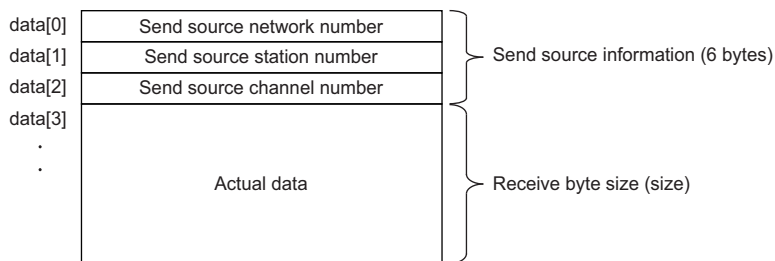 data[0] Send source network number
data[1] Send source station number Send source information (6 bytes)
data[2] Send source channel number
data[3]
.
.
Actual data Receive byte size (size)